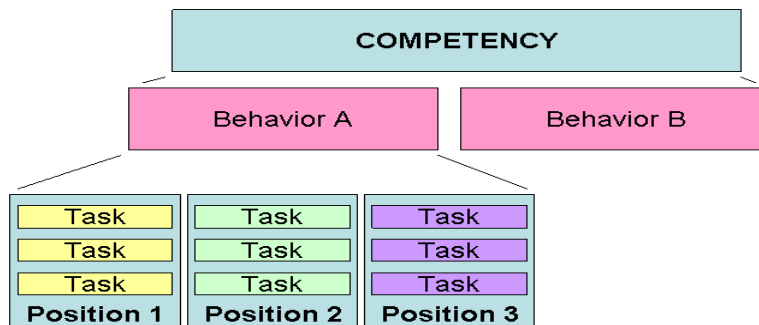 COMPETENCY
Behavior A
Behavior B
Task
Task
Task
Position 1
Task
Task
Task
Position 2
Task
Task
Task
Position 3